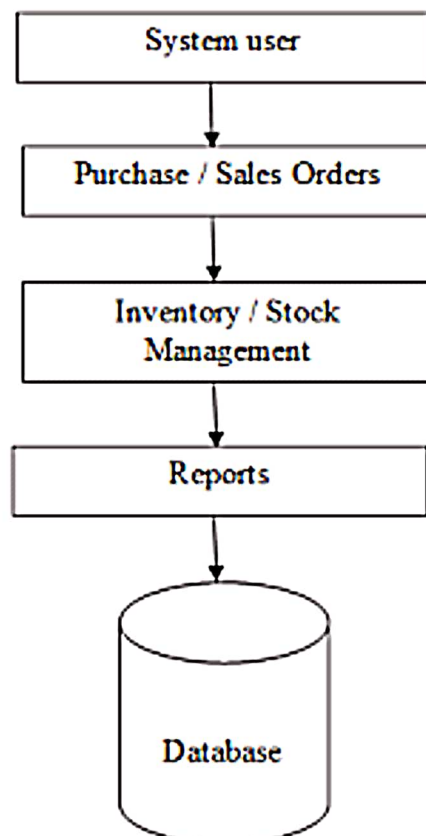 System user
Purchase / Sales Orders
Inventory / Stock
Management
Reports
Database